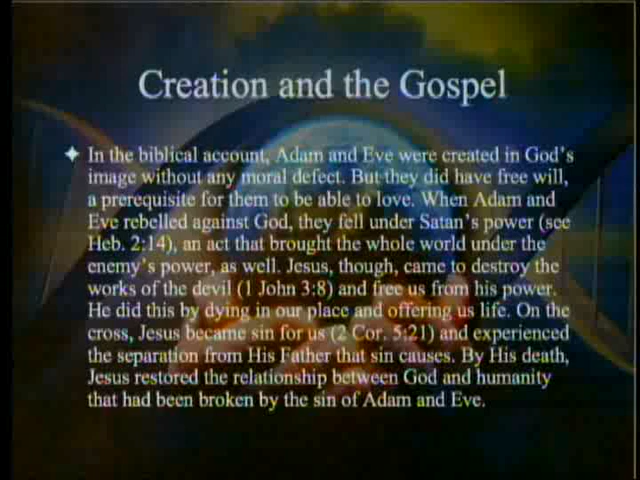 Creation and the Gospel
In the biblical account, Adam and Eve were created in God's
image without any moral defect. But they did have free will,
a prerequisite for them to be able to love. When Adam and
Eve rebelled against God, they fell under Satan's power (see
Heb. 2:14), an act that brought the whole world under the
enemy's power, as well. Jesus, though, came to destroy the
works of the devil (1 John 3:8) and free us from his power.
He did this by dying in our place and offering us life. On the
cross, Jesus became sin for us (2 Cor. 5:21) and experienced
the separation from His Father that sin causes. By His death,
Jesus restored the relationship between God and humanity
that had been broken by the sin of Adam and Eve.